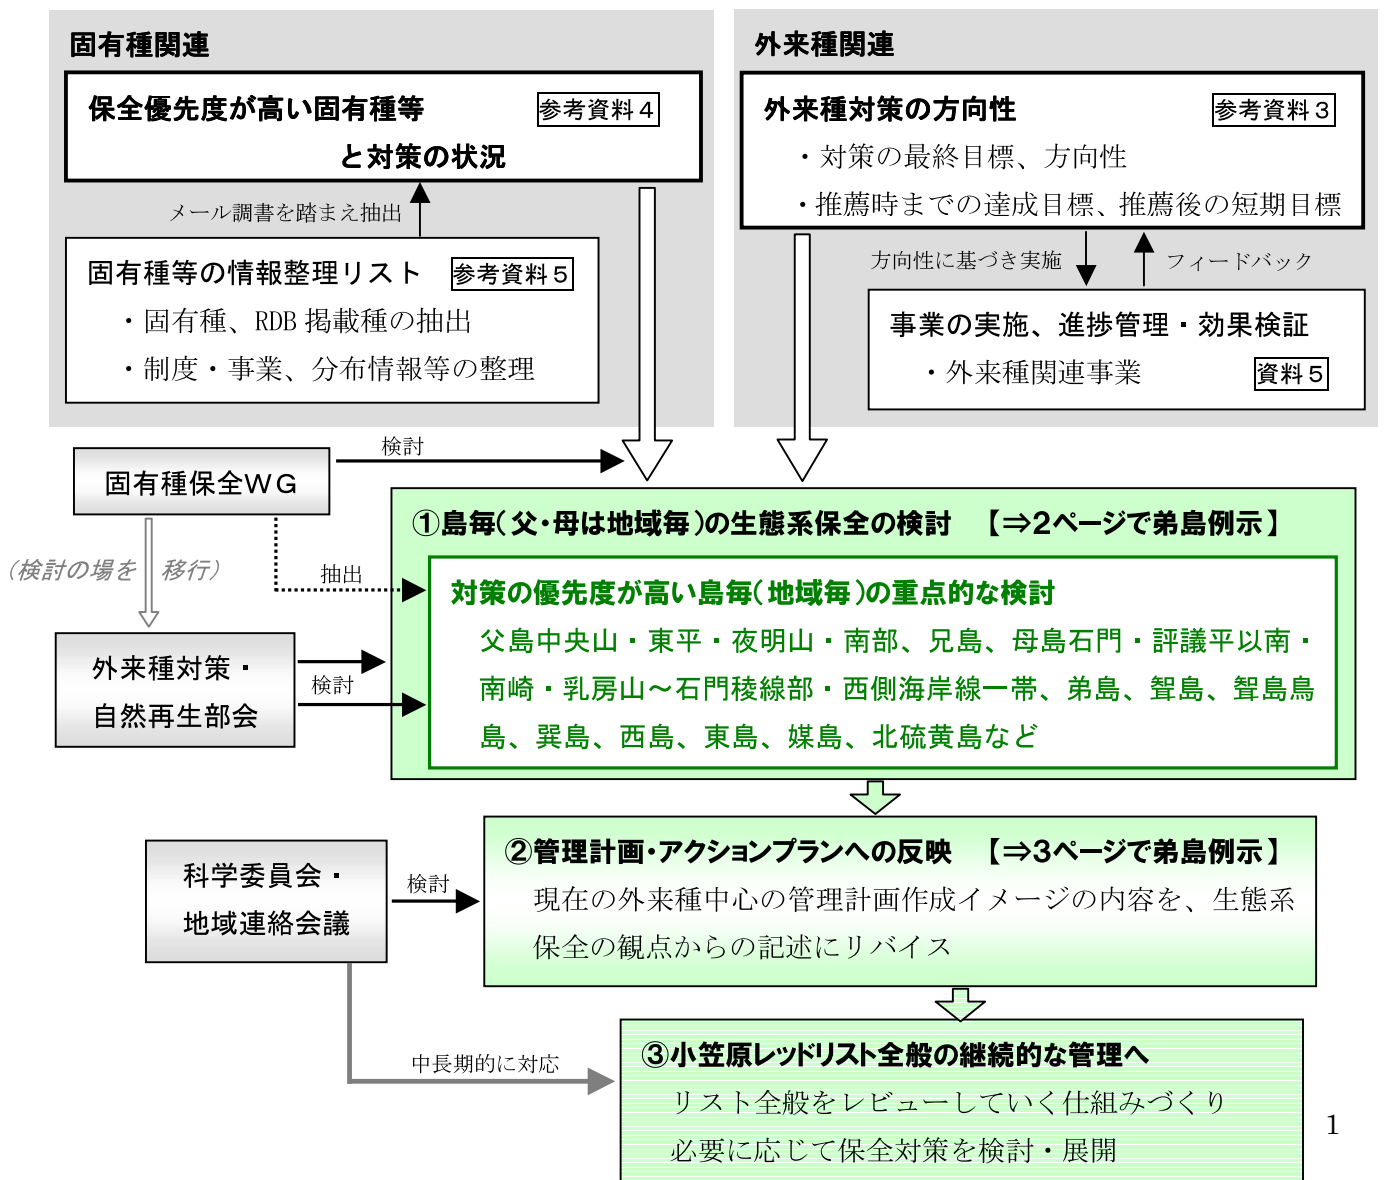 固有種関連
保全優先度が高い固有種等 参考資料4
と対策の状況
メール調書を踏まえ抽出
固有種等の情報整理リスト 参考資料5
・固有種、RDB 掲載種の抽出
・制度・事業、分布情報等の整理
外来種関連
外来種対策の方向性 参考資料3
・対策の最終目標、方向性
・推薦時までの達成目標、推薦後の短期目標
方向性に基づき実施 フィードバック
事業の実施、進捗管理・効果検証
・外来種関連事業 資料5
検討
固有種保全WG
(検討の場を 移行)
抽出
外来種対策・
自然再生部会
検討
①島毎(父・母は地域毎)の生態系保全の検討 【⇒2ページで弟島例示】
対策の優先度が高い島毎(地域毎)の重点的な検討
父島中央山・東平・夜明山・南部、兄島、母島石門・評議平以南・
南崎・乳房山～石門稜線部・西側海岸線一帯、弟島、聟島、聟島鳥
島、巽島、西島、東島、媒島、北硫黄島など
科学委員会・
地域連絡会議
検討
②管理計画・アクションプランへの反映 【⇒3ページで弟島例示】
現在の外来種中心の管理計画作成イメージの内容を、生態系
保全の観点からの記述にリバイス
中長期的に対応
③小笠原レッドリスト全般の継続的な管理へ
リスト全般をレビューしていく仕組みづくり
必要に応じて保全対策を検討・展開
1